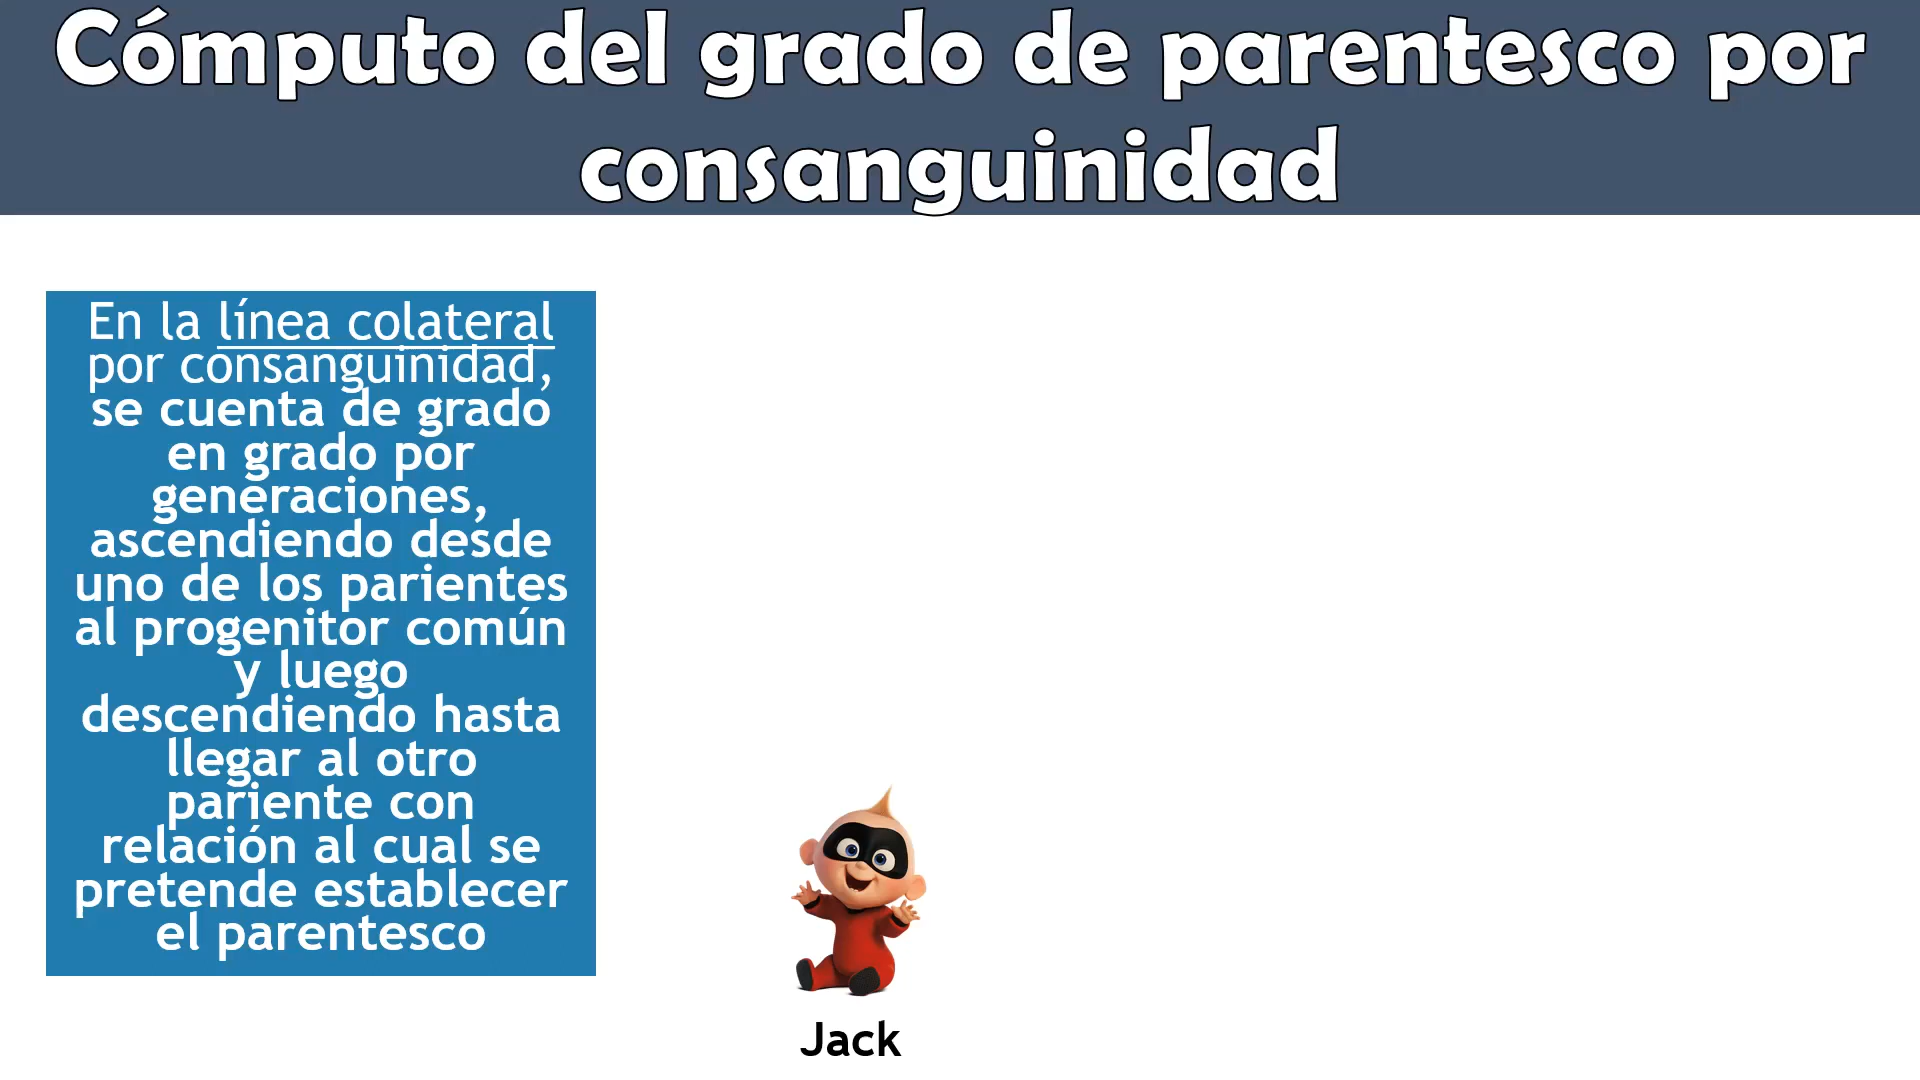 Cómputo del grado de parentesco por
consanguinidad
En la línea colateral
por consanguinidad,
se cuenta de grado
en grado por
generaciones,
ascendiendo desde
uno de los parientes
al progenitor común
y luego
descendiendo hasta
llegar al otro
pariente con
relación al cual se
pretende establecer
el parentesco
Jack